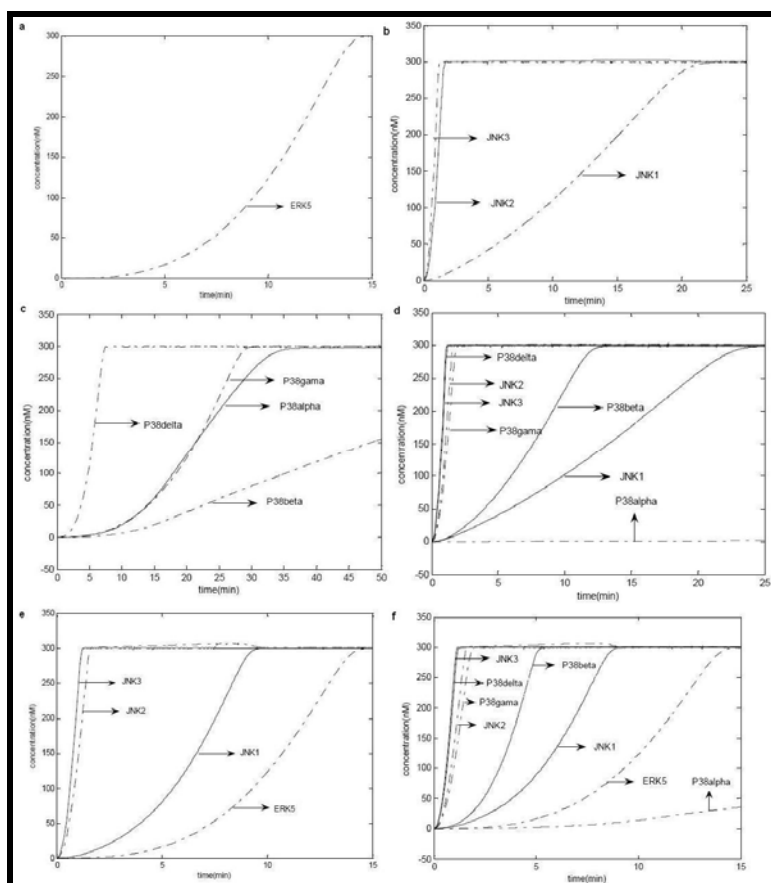 a
concentration(nM)
300
250
200
150
100
50
0
ERK5
0 5 10 15
time(min)
b
concentration(nM)
350
300
250
200
150
100
50
0
JNK3
JNK1
JNK2
0 5 10 15 20 25
time(min)
c
concentration(nM)
350
300
250
200
150
100
50
0
-50
P38gama
P38alpha
P38delta
P38beta
0 5 10 15 20 25 30 35 40 45 50
time(min)
d
concentration(nM)
350
300
250
200
150
100
50
0
-50
P38delta
JNK2
JNK3
P38gama
P38beta
JNK1
P38alpha
0 5 10 15 20 25
time(min)
e
concentration(nM)
350
300
250
200
150
100
50
0
JNK3
JNK2
JNK1
ERK5
0 5 10 15
time(min)
f
concentration(nM)
350
300
250
200
150
100
50
0
-50
JNK3
P38beta
P38delta
P38gama
JNK2
JNK1
ERK5
P38alpha
0 5 10 15
time(min)